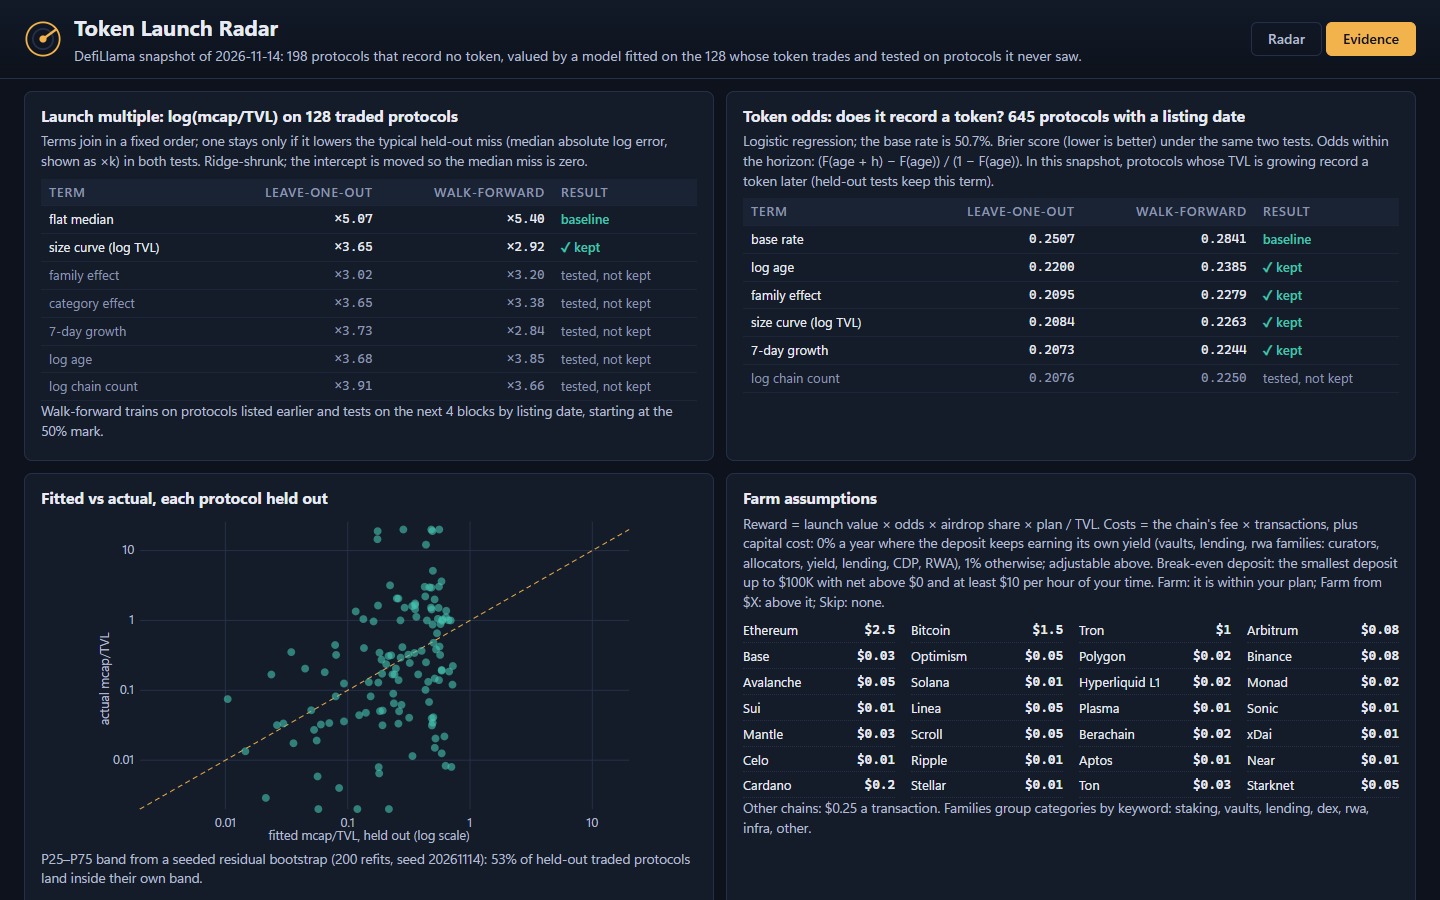 Token Launch Radar
DefiLlama snapshot of 2026-11-14: 198 protocols that record no token, valued by a model fitted on the 128 whose token trades and tested on protocols it never saw.
Radar
Evidence
Launch multiple: log(mcap/TVL) on 128 traded protocols
Terms join in a fixed order; one stays only if it lowers the typical held-out miss (median absolute log error,
shown as ×k) in both tests. Ridge-shrunk; the intercept is moved so the median miss is zero.
TERM LEAVE-ONE-OUT WALK-FORWARD RESULT
flat median ×5.07 ×5.40 baseline
size curve (log TVL) ×3.65 ×2.92 ✓ kept
family effect ×3.02 ×3.20 tested, not kept
category effect ×3.65 ×3.38 tested, not kept
7-day growth ×3.73 ×2.84 tested, not kept
log age ×3.68 ×3.85 tested, not kept
log chain count ×3.91 ×3.66 tested, not kept
Walk-forward trains on protocols listed earlier and tests on the next 4 blocks by listing date, starting at the
50% mark.
Token odds: does it record a token? 645 protocols with a listing date
Logistic regression; the base rate is 50.7%. Brier score (lower is better) under the same two tests. Odds within
the horizon: (F(age + h) − F(age)) / (1 − F(age)). In this snapshot, protocols whose TVL is growing record a
token later (held-out tests keep this term).
TERM LEAVE-ONE-OUT WALK-FORWARD RESULT
base rate 0.2507 0.2841 baseline
log age 0.2200 0.2385 ✓ kept
family effect 0.2095 0.2279 ✓ kept
size curve (log TVL) 0.2084 0.2263 ✓ kept
7-day growth 0.2073 0.2244 ✓ kept
log chain count 0.2076 0.2250 tested, not kept
Fitted vs actual, each protocol held out
10
1
0.1
0.01
actual mcap/TVL
0.01 0.1 1 10
fitted mcap/TVL, held out (log scale)
P25–P75 band from a seeded residual bootstrap (200 refits, seed 20261114): 53% of held-out traded protocols
land inside their own band.
Farm assumptions
Reward = launch value × odds × airdrop share × plan / TVL. Costs = the chain's fee × transactions, plus
capital cost: 0% a year where the deposit keeps earning its own yield (vaults, lending, rwa families: curators,
allocators, yield, lending, CDP, RWA), 1% otherwise; adjustable above. Break-even deposit: the smallest deposit
up to $100K with net above $0 and at least $10 per hour of your time. Farm: it is within your plan; Farm from
$X: above it; Skip: none.
Ethereum $2.5 Bitcoin $1.5 Tron $1 Arbitrum $0.08
Base $0.03 Optimism $0.05 Polygon $0.02 Binance $0.08
Avalanche $0.05 Solana $0.01 Hyperliquid L1 $0.02 Monad $0.02
Sui $0.01 Linea $0.05 Plasma $0.01 Sonic $0.01
Mantle $0.03 Scroll $0.05 Berachain $0.02 xDai $0.01
Celo $0.01 Ripple $0.01 Aptos $0.01 Near $0.01
Cardano $0.2 Stellar $0.01 Ton $0.03 Starknet $0.05
Other chains: $0.25 a transaction. Families group categories by keyword: staking, vaults, lending, dex, rwa,
infra, other.